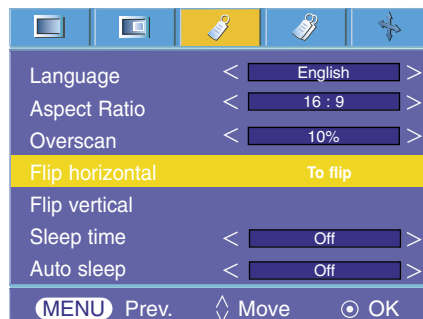 Language < English >
Aspect Ratio < 16 : 9 >
Overscan < 10% >
Flip horizontal To flip
Flip vertical
Sleep time < Off >
Auto sleep < Off >
MENU Prev. Move OK